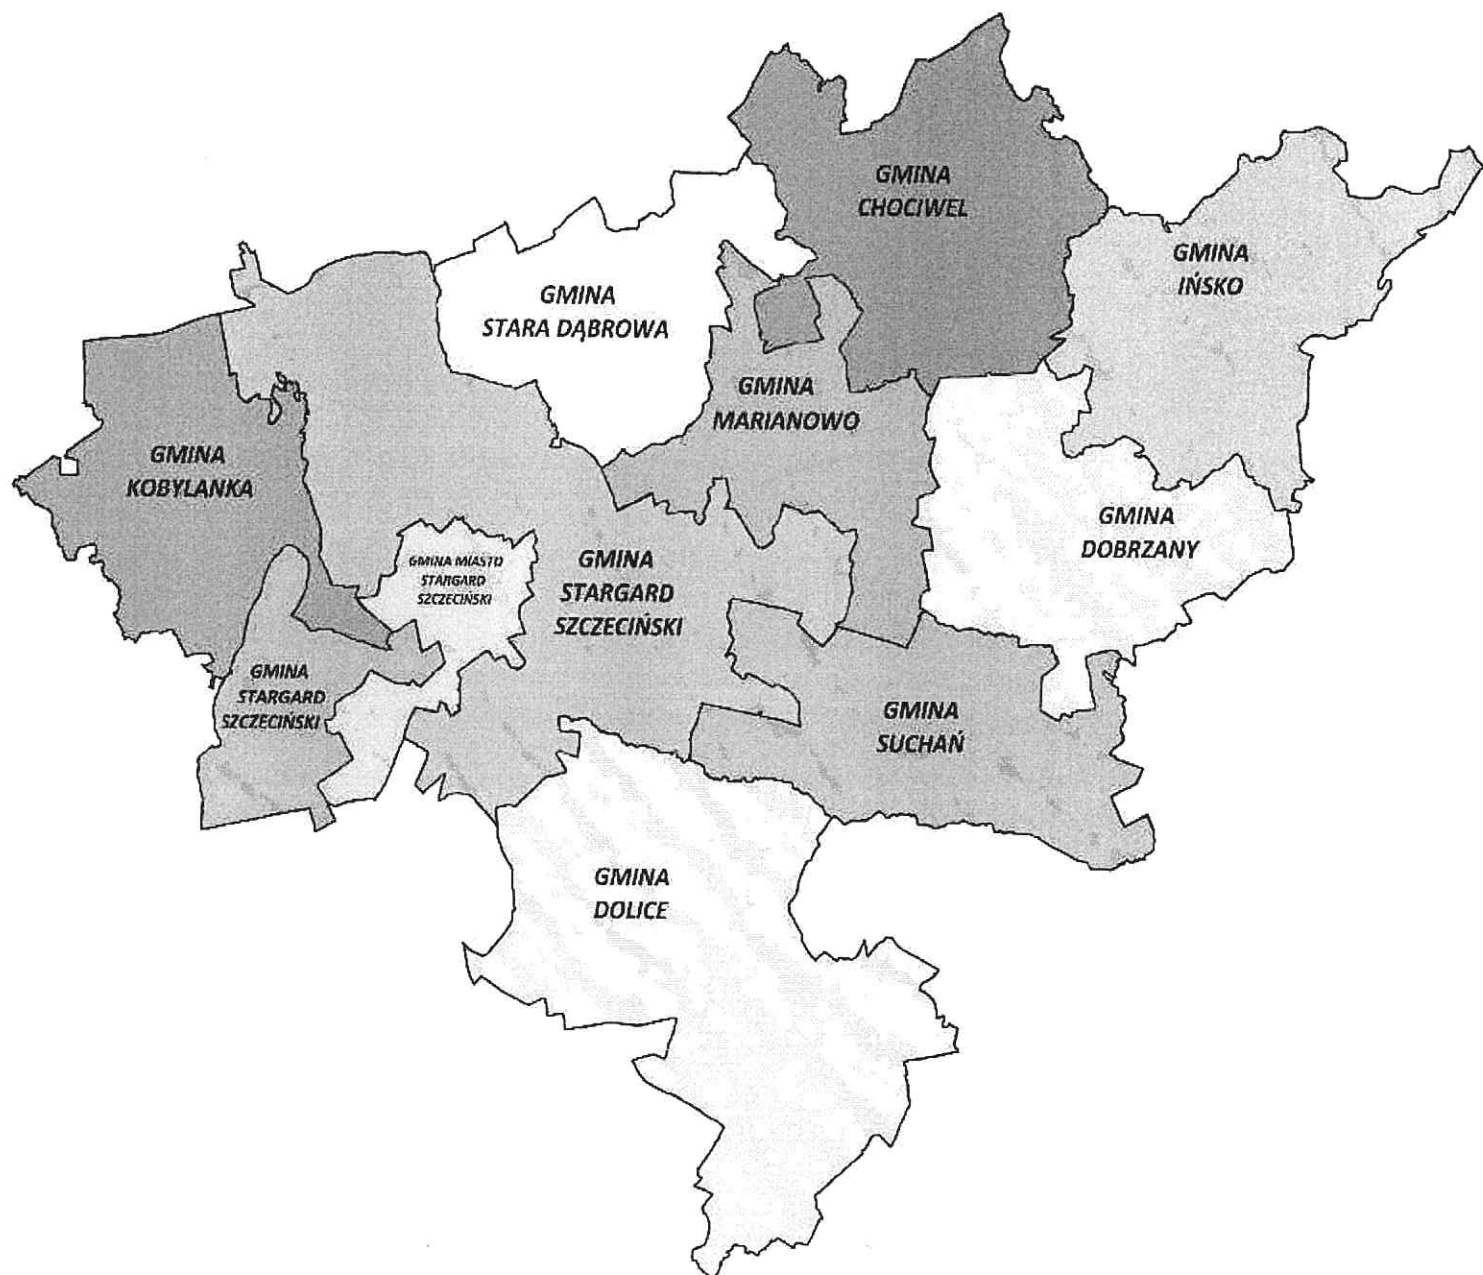 GMINA
CHOCIWEL
GMINA
IŃSKO
GMINA
STARA DĄBROWA
GMINA
MARIANOWO
GMINA
KOBYLANKA
GMINA
DOBRZANY
GMINA MIASTO
STARGARD
SZCZECIŃSKI
GMINA
STARGARD
SZCZECIŃSKI
GMINA
STARGARD
SZCZECIŃSKI
GMINA
SUCHAŃ
GMINA
DOLICE